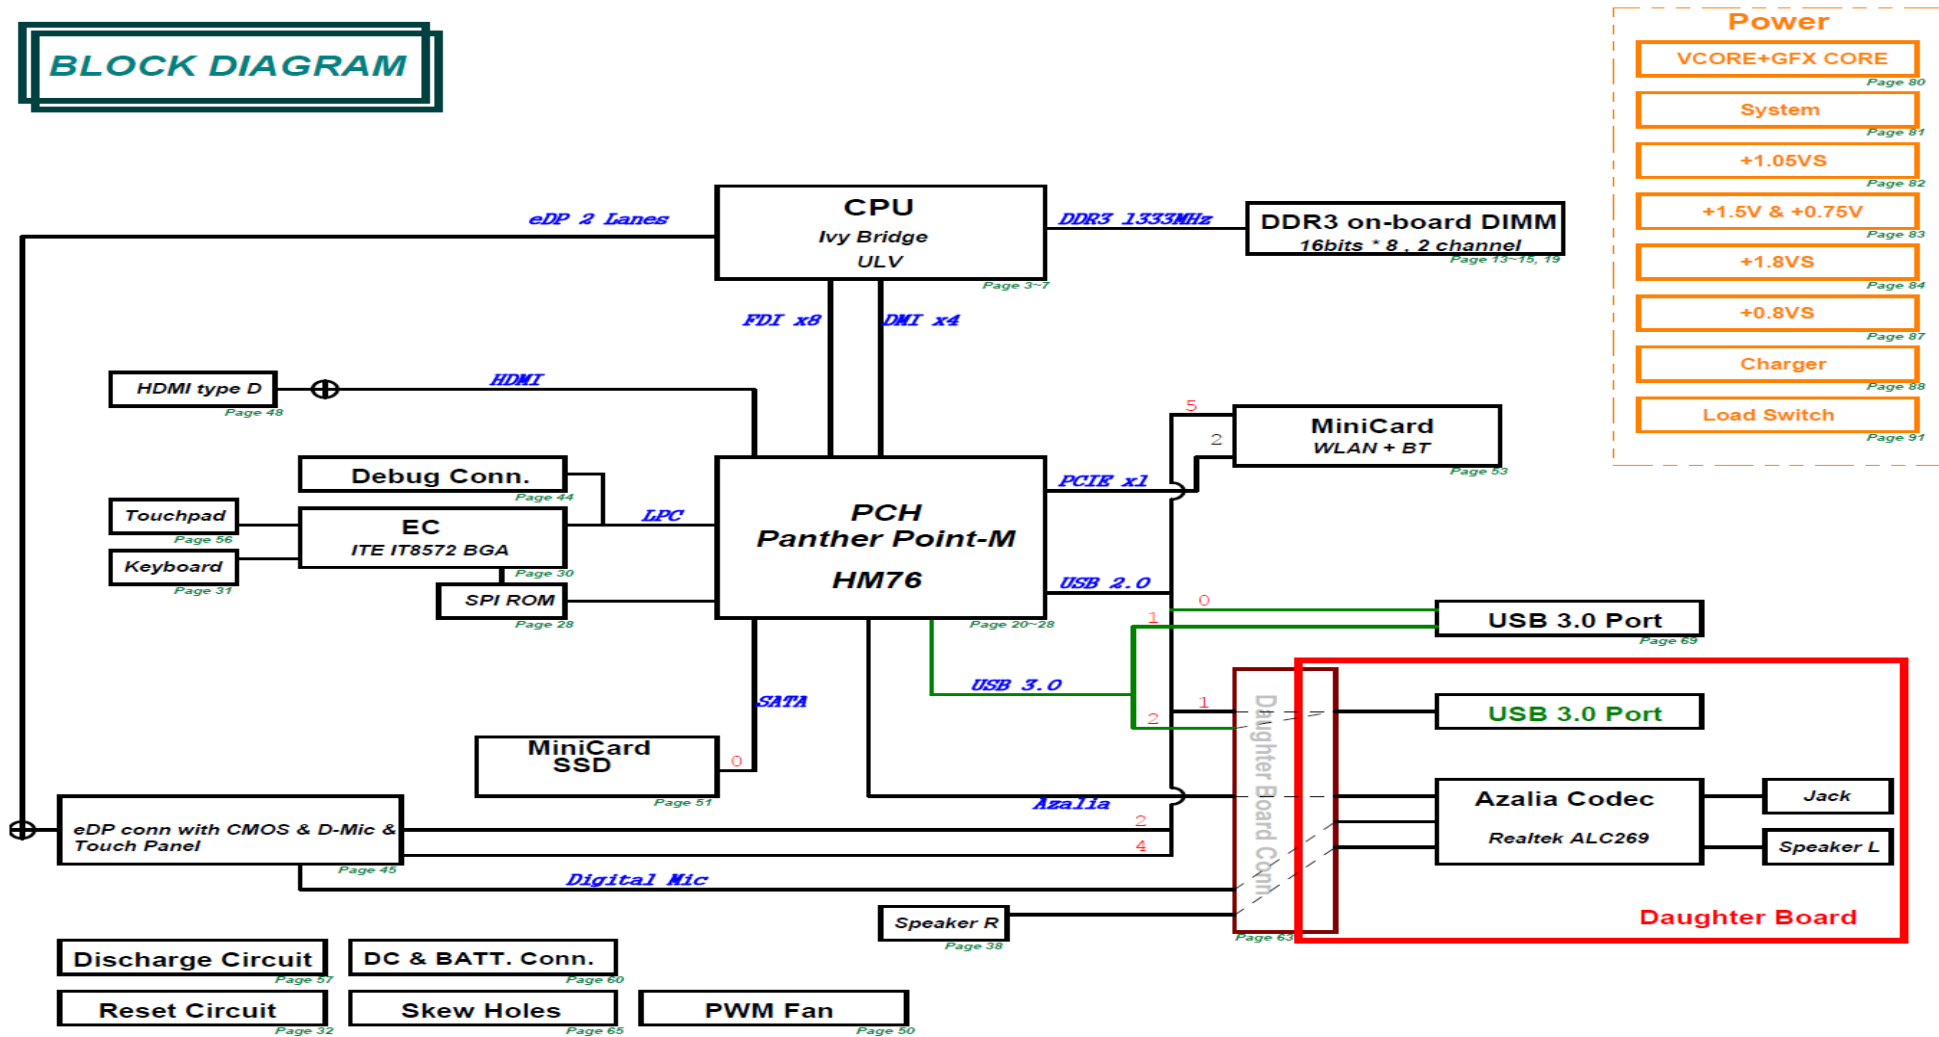 BLOCK DIAGRAM
Power
VCORE+GFX CORE
Page 80
System
Page 81
+1.05VS
Page 82
+1.5V & +0.75V
Page 83
+1.8VS
Page 84
+0.8VS
Page 87
Charger
Page 88
Load Switch
Page 91
eDP 2 Lanes
CPU
Ivy Bridge
ULV
Page 3~7
DDR3 1333MHz
DDR3 on-board DIMM
16bits * 8 , 2 channel
Page 13~15, 19
FDI x8
DMI x4
HDMI type D
Page 48
HDMI
Debug Conn.
Page 44
Touchpad
Page 56
Keyboard
Page 31
EC
ITE IT8572 BGA
Page 30
LPC
SPI ROM
Page 28
PCH
Panther Point-M
HM76
Page 20~28
PCIE x1
5
2
MiniCard
WLAN + BT
Page 53
USB 2.0
0
1
USB 3.0 Port
Page 69
USB 3.0
1
2
USB 3.0 Port
SATA
MiniCard
SSD
0
Page 51
Azalia
Daughter Board Conn
Page 63
Azalia Codec
Realtek ALC269
Jack
Speaker L
Daughter Board
eDP conn with CMOS & D-Mic &
Touch Panel
Page 45
2
4
Digital Mic
Speaker R
Page 38
Discharge Circuit
Page 57
DC & BATT. Conn.
Page 60
Reset Circuit
Page 32
Skew Holes
Page 65
PWM Fan
Page 50